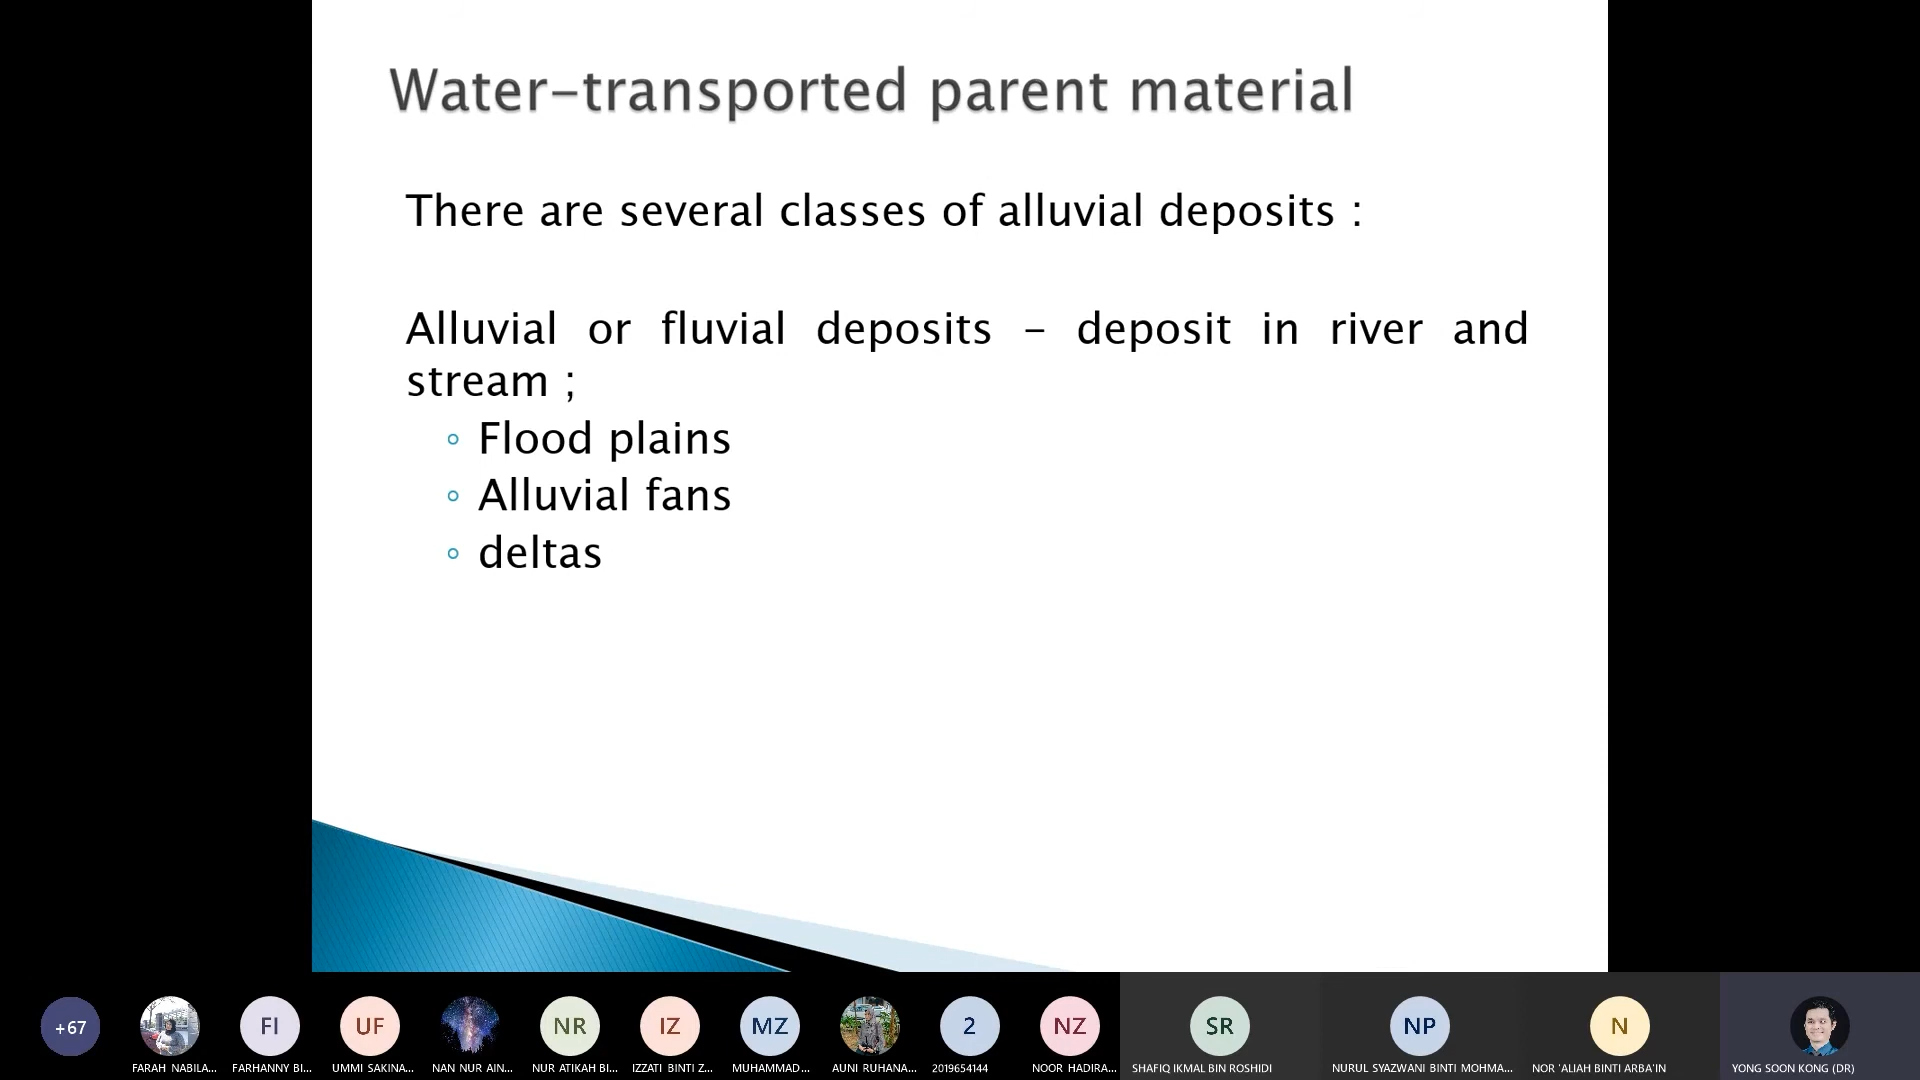 Water-transported parent material
There are several classes of alluvial deposits :
Alluvial or fluvial deposits – deposit in river and
stream ;
Flood plains
Alluvial fans
deltas
+67
FI
UF
NR
IZ
MZ
2
NZ
SR
NP
N
FARAH NABILA...
FARHANNY BI...
UMMI SAKINA...
NAN NUR AIN...
NUR ATIKAH BI...
IZZATI BINTI Z...
MUHAMMAD...
AUNI RUHANA...
2019654144
NOOR HADIRA...
SHAFIQ IKMAL BIN ROSHIDI
NURUL SYAZWANI BINTI MOHMA...
NOR 'ALIAH BINTI ARBA'IN
YONG SOON KONG (DR)